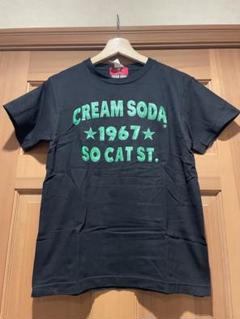 CREAM SODA
★1967★
SO CAT ST.